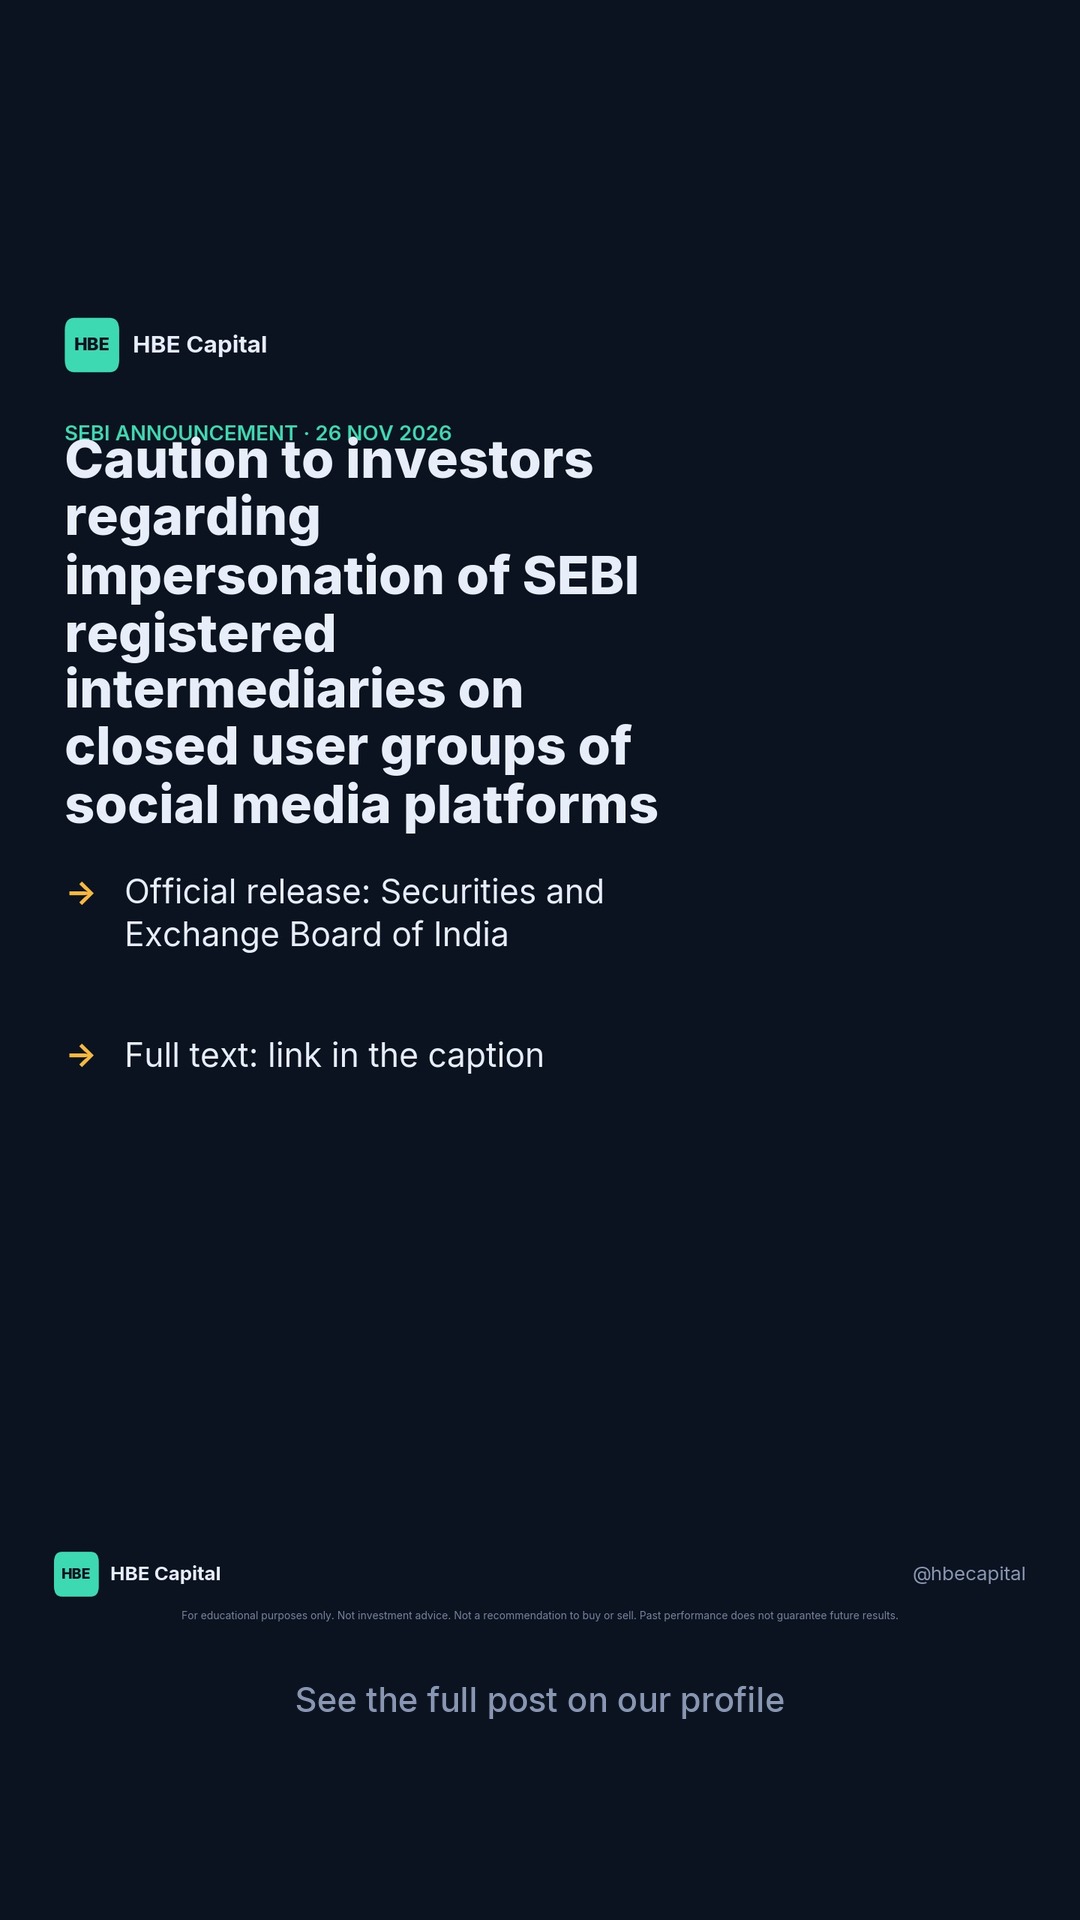 HBE HBE Capital
SEBI ANNOUNCEMENT · 26 NOV 2026
Caution to investors
regarding
impersonation of SEBI
registered
intermediaries on
closed user groups of
social media platforms
→ Official release: Securities and
Exchange Board of India
→ Full text: link in the caption
HBE HBE Capital @hbecapital
For educational purposes only. Not investment advice. Not a recommendation to buy or sell. Past performance does not guarantee future results.
See the full post on our profile